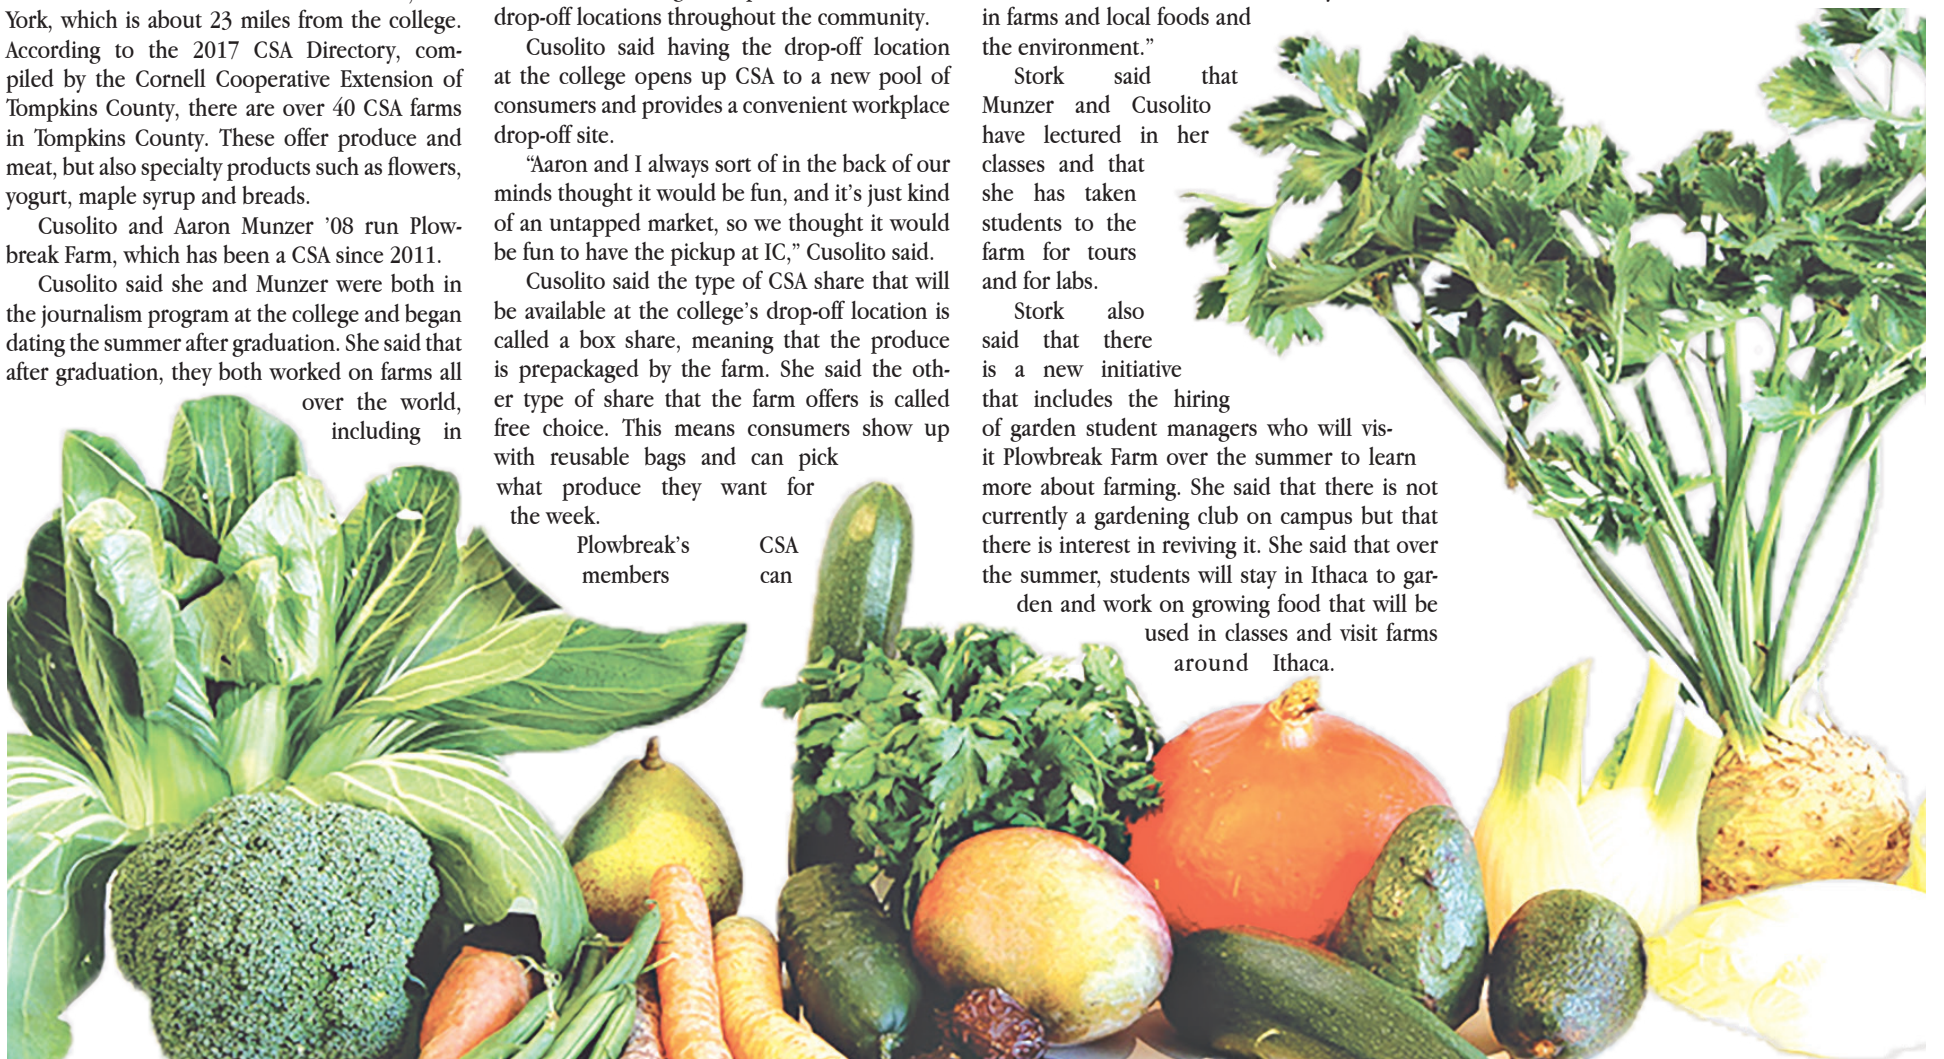 York, which is about 23 miles from the college.
According to the 2017 CSA Directory, com-
piled by the Cornell Cooperative Extension of
Tompkins County, there are over 40 CSA farms
in Tompkins County. These offer produce and
meat, but also specialty products such as flowers,
yogurt, maple syrup and breads.
Cusolito and Aaron Munzer ’08 run Plow-
break Farm, which has been a CSA since 2011.
Cusolito said she and Munzer were both in
the journalism program at the college and began
dating the summer after graduation. She said that
after graduation, they both worked on farms all
over the world,
including in
drop-off locations throughout the community.
Cusolito said having the drop-off location
at the college opens up CSA to a new pool of
consumers and provides a convenient workplace
drop-off site.
“Aaron and I always sort of in the back of our
minds thought it would be fun, and it’s just kind
of an untapped market, so we thought it would
be fun to have the pickup at IC,” Cusolito said.
Cusolito said the type of CSA share that will
be available at the college’s drop-off location is
called a box share, meaning that the produce
is prepackaged by the farm. She said the oth-
er type of share that the farm offers is called
free choice. This means consumers show up
with reusable bags and can pick
what produce they want for
the week.
Plowbreak’s CSA
members can
in farms and local foods and
the environment.”
Stork said that
Munzer and Cusolito
have lectured in her
classes and that
she has taken
students to the
farm for tours
and for labs.
Stork also
said that there
is a new initiative
that includes the hiring
of garden student managers who will vis-
it Plowbreak Farm over the summer to learn
more about farming. She said that there is not
currently a gardening club on campus but that
there is interest in reviving it. She said that over
the summer, students will stay in Ithaca to gar-
den and work on growing food that will be
used in classes and visit farms
around Ithaca.